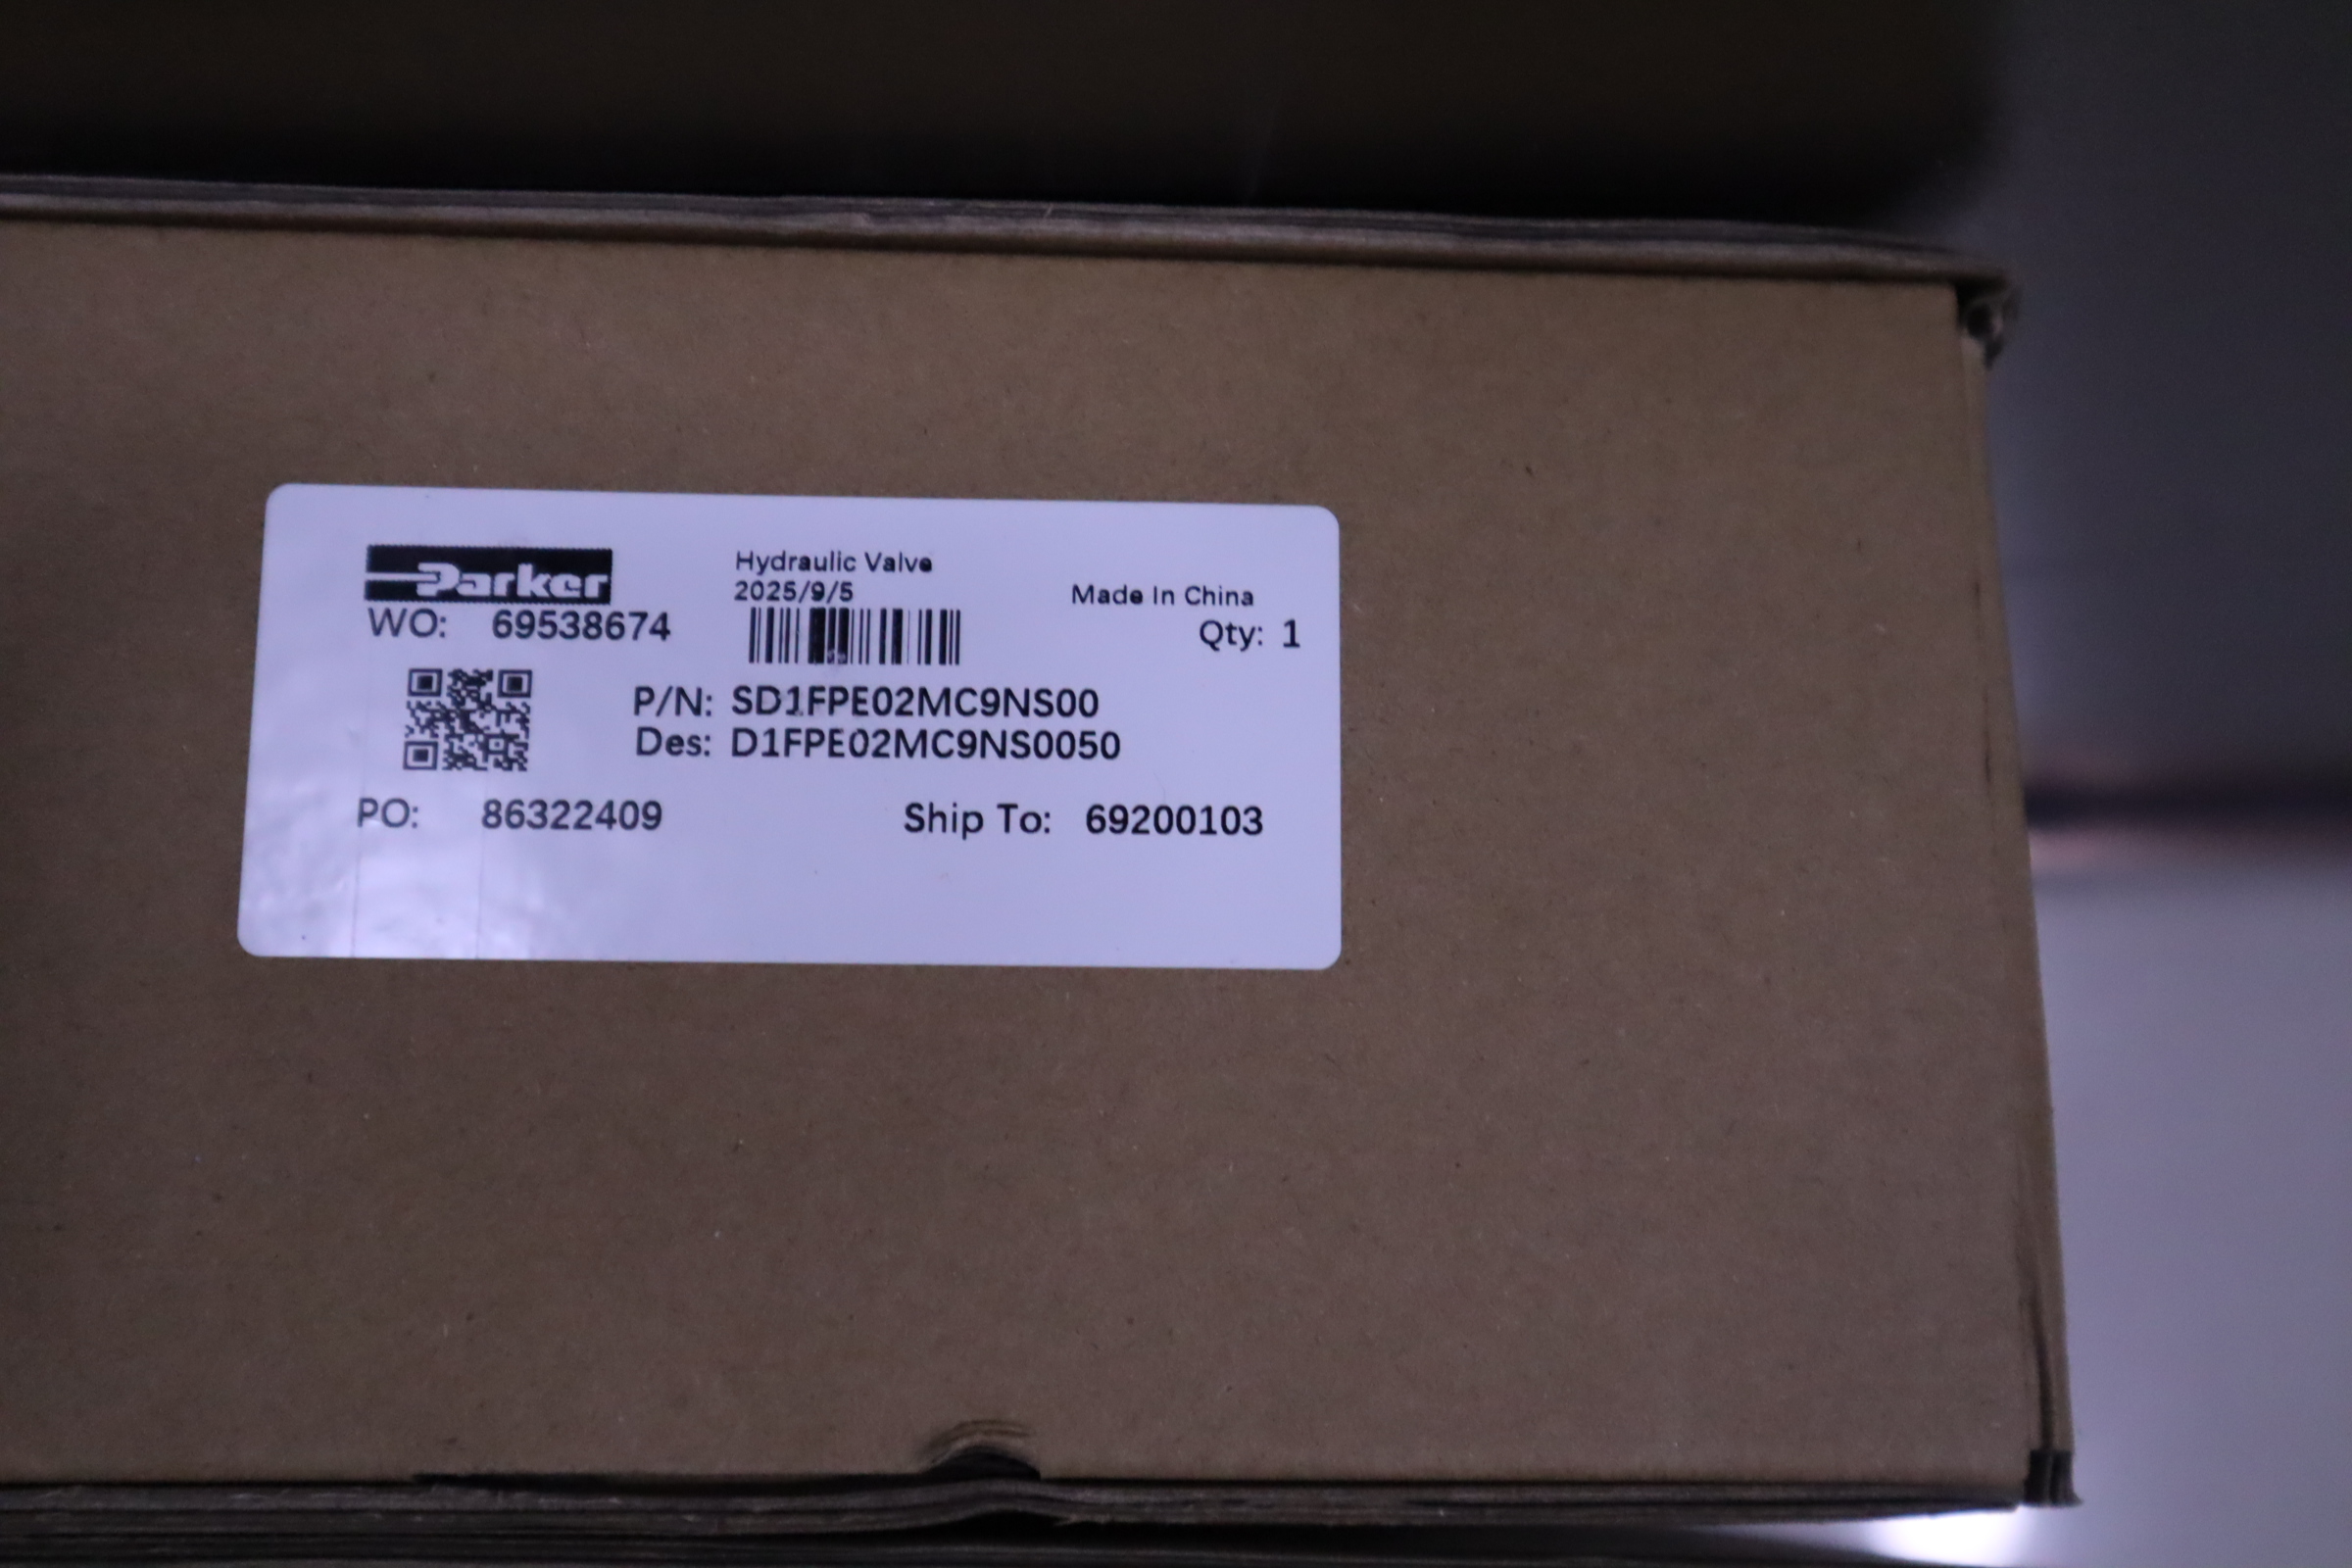 Parker
Hydraulic Valve
2025/9/5
Made In China
WO: 69538674
Qty: 1
P/N: SD1FPE02MC9NS00
Des: D1FPE02MC9NS0050
PO: 86322409
Ship To: 69200103